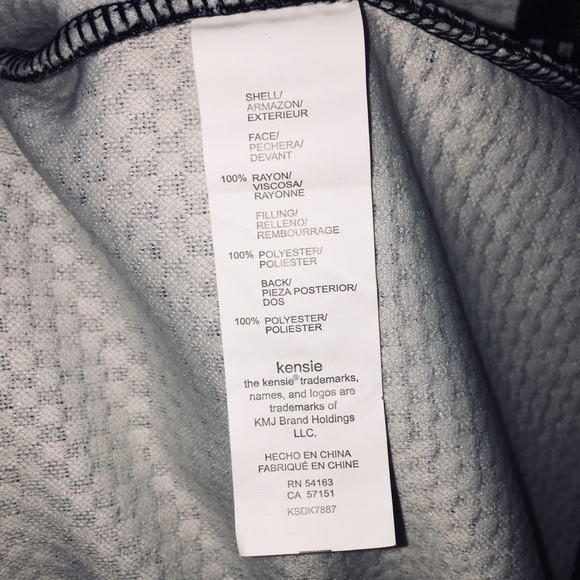 SHELL/
ARMAZON/
EXTERIEUR
FACE/
PECHERA/
DEVANT
100% RAYON/
VISCOSA/
RAYONNE
FILLING/
RELLENO/
REMBOURRAGE
100% POLYESTER/
POLIESTER
BACK/
PIEZA POSTERIOR/
DOS
100% POLYESTER/
POLIESTER
kensie
the kensie® trademarks,
names, and logos are
trademarks of
KMJ Brand Holdings
LLC.
HECHO EN CHINA
FABRIQUÉ EN CHINE
RN 54163
CA 57151
KSDK7887